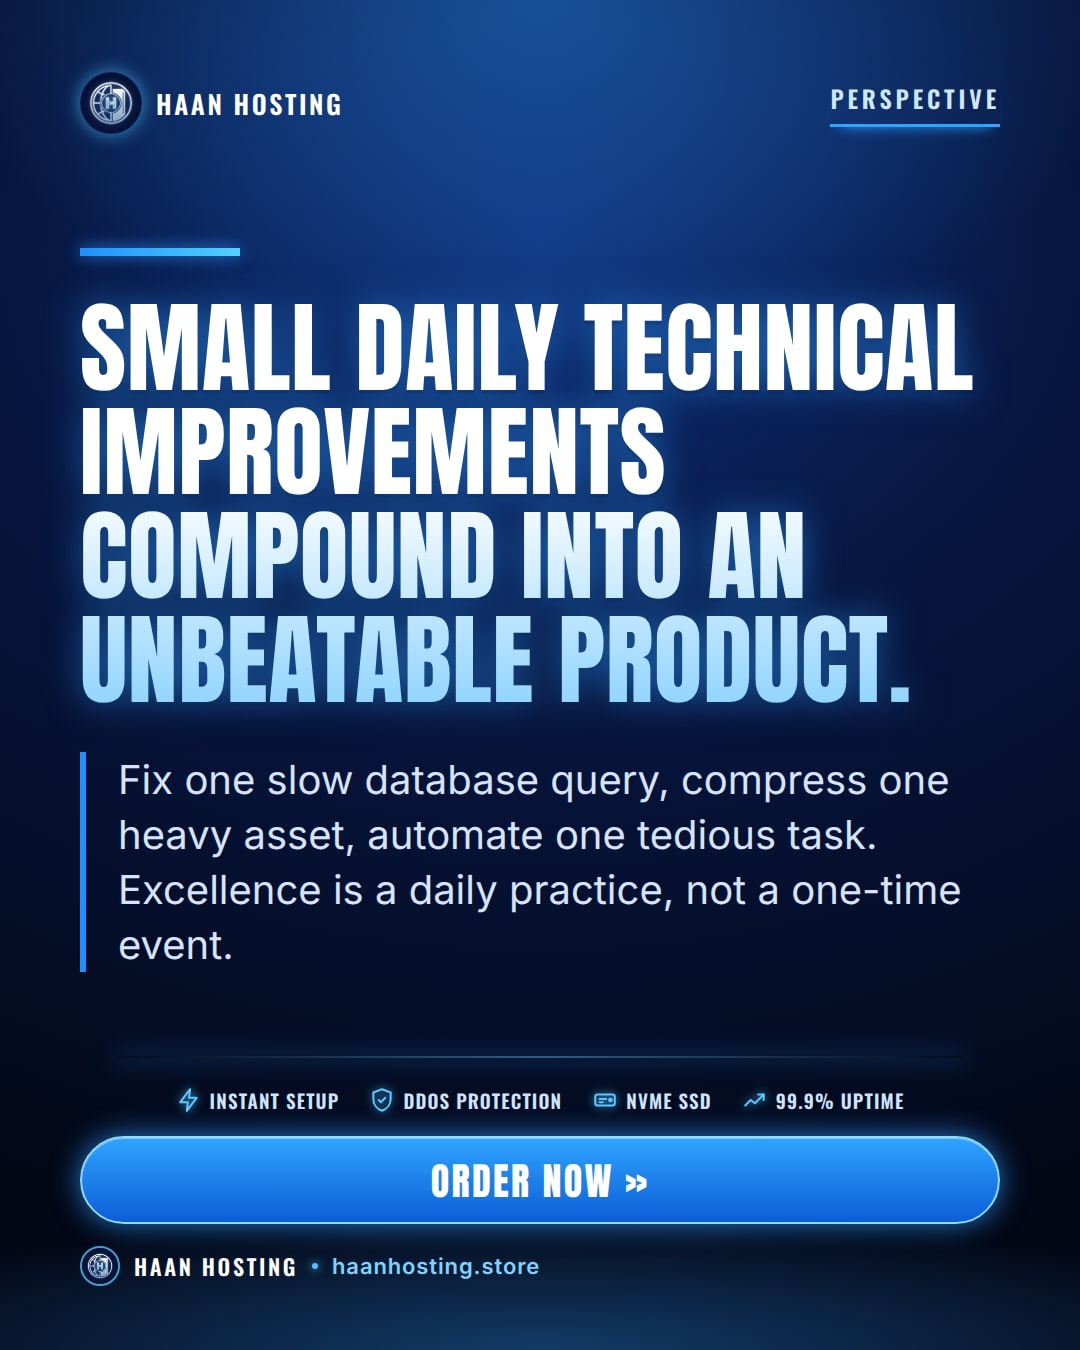 HAAN HOSTING
PERSPECTIVE
SMALL DAILY TECHNICAL
IMPROVEMENTS
COMPOUND INTO AN
UNBEATABLE PRODUCT.
Fix one slow database query, compress one
heavy asset, automate one tedious task.
Excellence is a daily practice, not a one-time
event.
INSTANT SETUP
DDOS PROTECTION
NVME SSD
99.9% UPTIME
ORDER NOW »
HAAN HOSTING • haanhosting.store